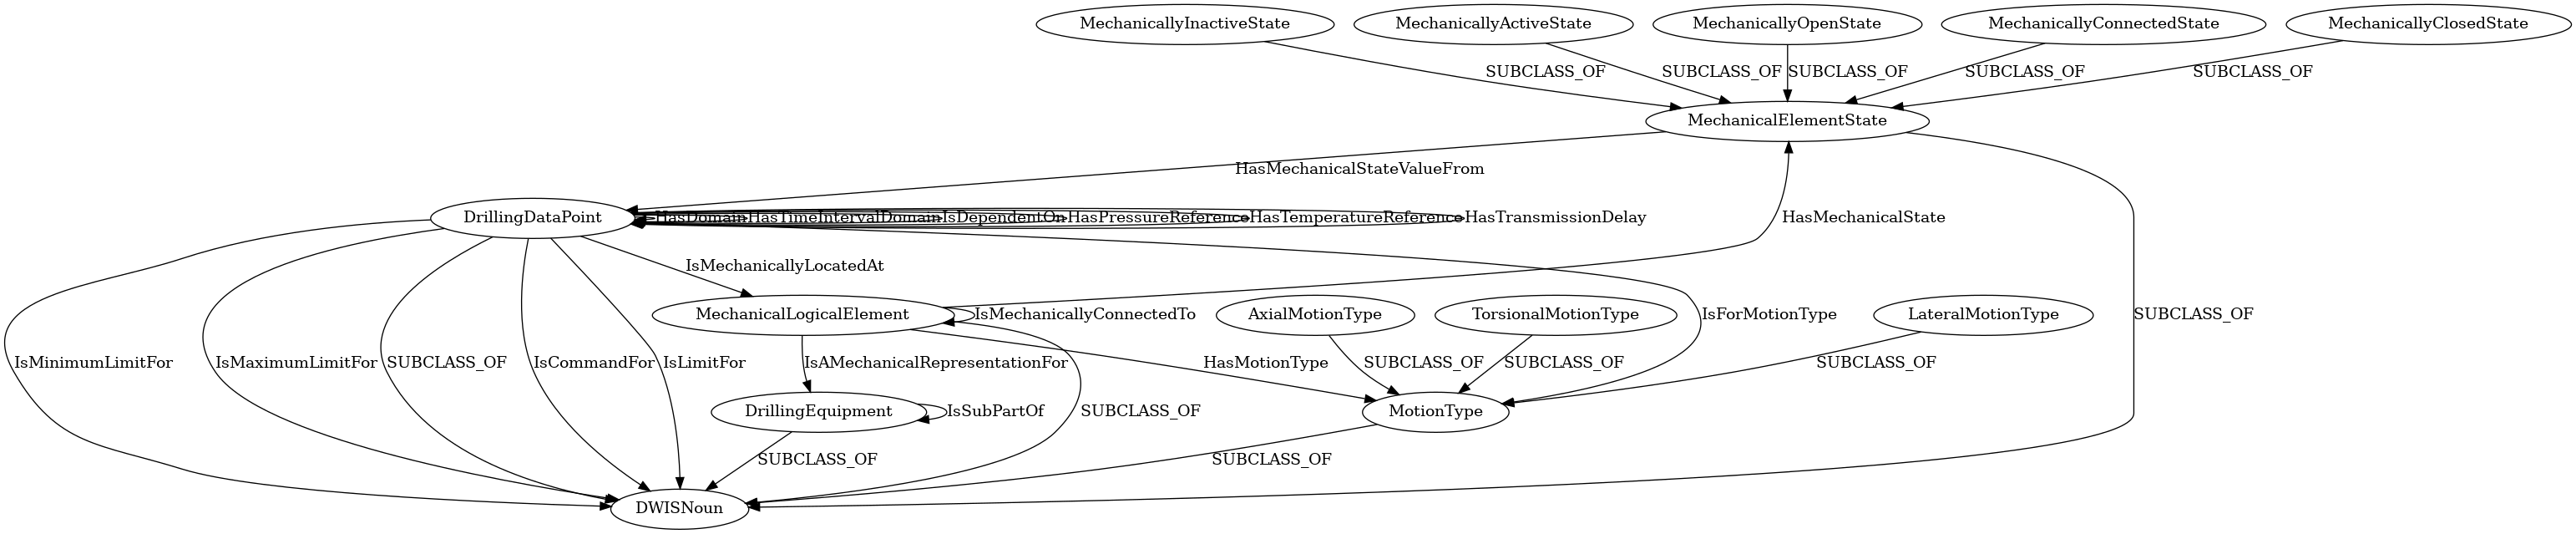 MechanicallyInactiveState
MechanicallyActiveState
MechanicallyOpenState
MechanicallyConnectedState
MechanicallyClosedState
SUBCLASS_OF
SUBCLASS_OF
SUBCLASS_OF
SUBCLASS_OF
SUBCLASS_OF
MechanicalElementState
HasMechanicalStateValueFrom
DrillingDataPoint
HasDomain
HasTimeIntervalDomain
IsDependentOn
HasPressureReference
HasTemperatureReference
HasTransmissionDelay
HasMechanicalState
IsMechanicallyLocatedAt
MechanicalLogicalElement
IsMechanicallyConnectedTo
AxialMotionType
TorsionalMotionType
IsForMotionType
LateralMotionType
SUBCLASS_OF
IsMinimumLimitFor
IsMaximumLimitFor
SUBCLASS_OF
IsCommandFor
IsLimitFor
IsAMechanicalRepresentationFor
HasMotionType
SUBCLASS_OF
SUBCLASS_OF
SUBCLASS_OF
DrillingEquipment
IsSubPartOf
SUBCLASS_OF
MotionType
SUBCLASS_OF
SUBCLASS_OF
DWISNoun